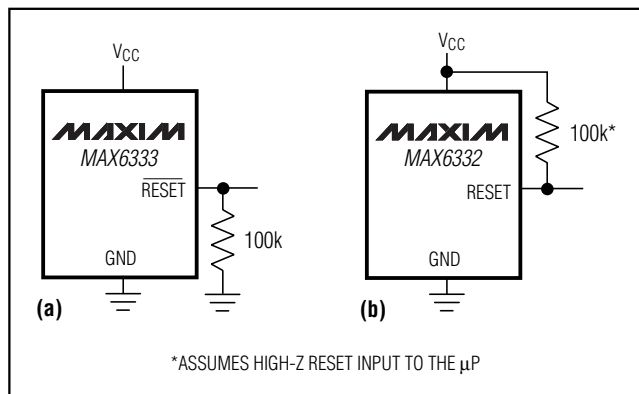 VCC
MAXIM
MAX6333
RESET
100k
GND
(a)
VCC
MAXIM
MAX6332
100k*
RESET
GND
(b)
*ASSUMES HIGH-Z RESET INPUT TO THE µP